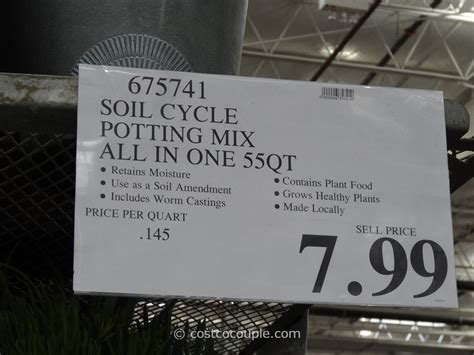 675741
SOIL CYCLE
POTTING MIX
ALL IN ONE 55QT
• Retains Moisture
• Use as a Soil Amendment
• Includes Worm Castings
• Contains Plant Food
• Grows Healthy Plants
• Made Locally
PRICE PER QUART
.145
SELL PRICE
7.99
© costcocouple.com